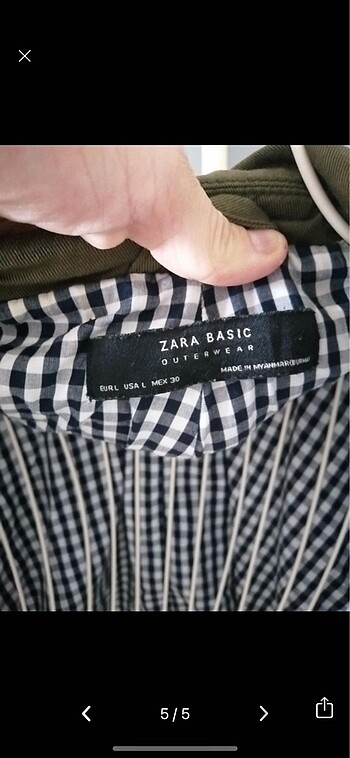 ZARA BASIC
OUTERWEAR
EUR L USA L MEX 30
MADE IN MYANMAR
5/5